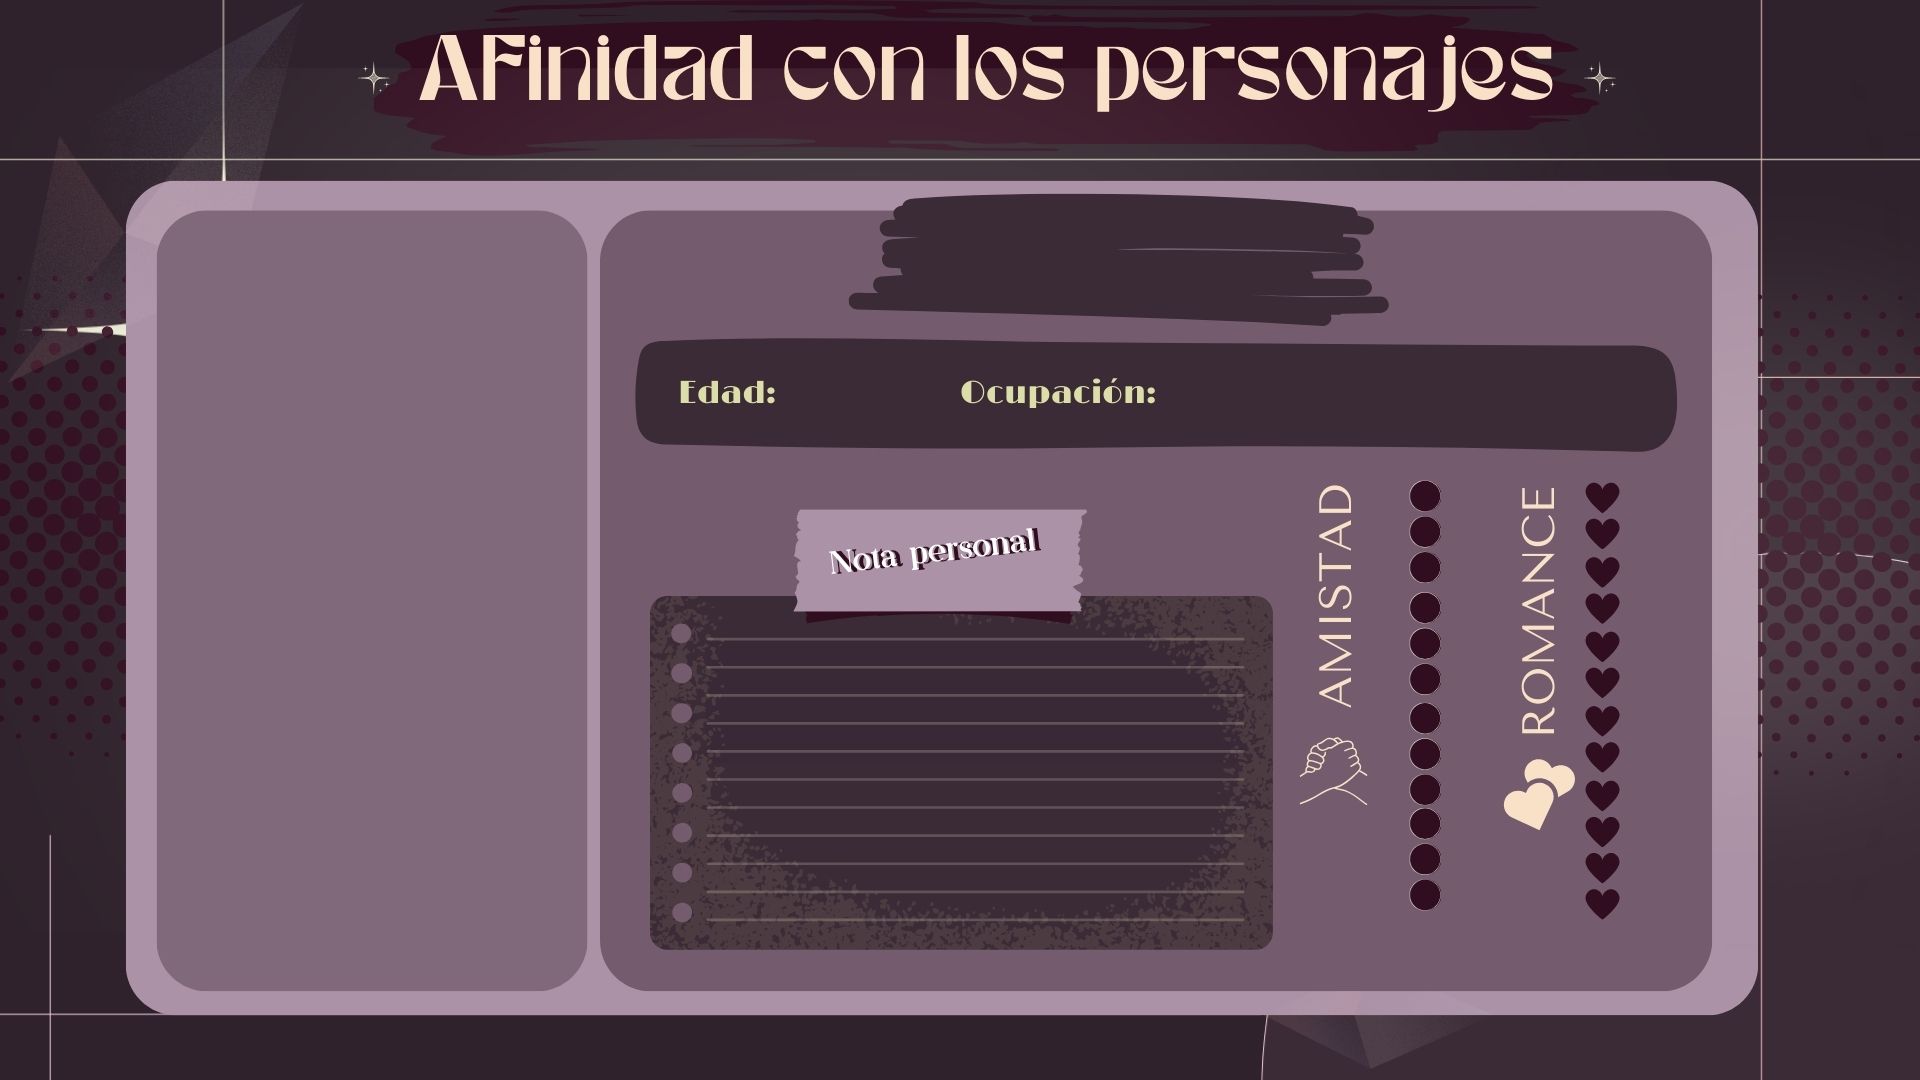 AFinidad con los personajes
Edad:
Ocupación:
Nota personal
AMISTAD
ROMANCE